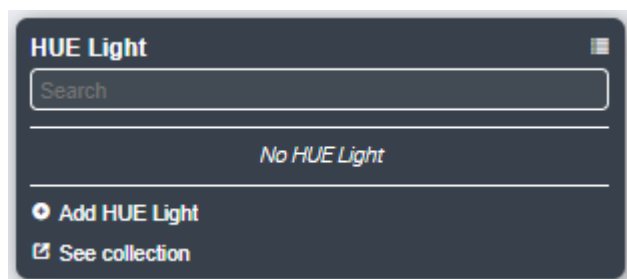 HUE Light
Search
No HUE Light
Add HUE Light
See collection